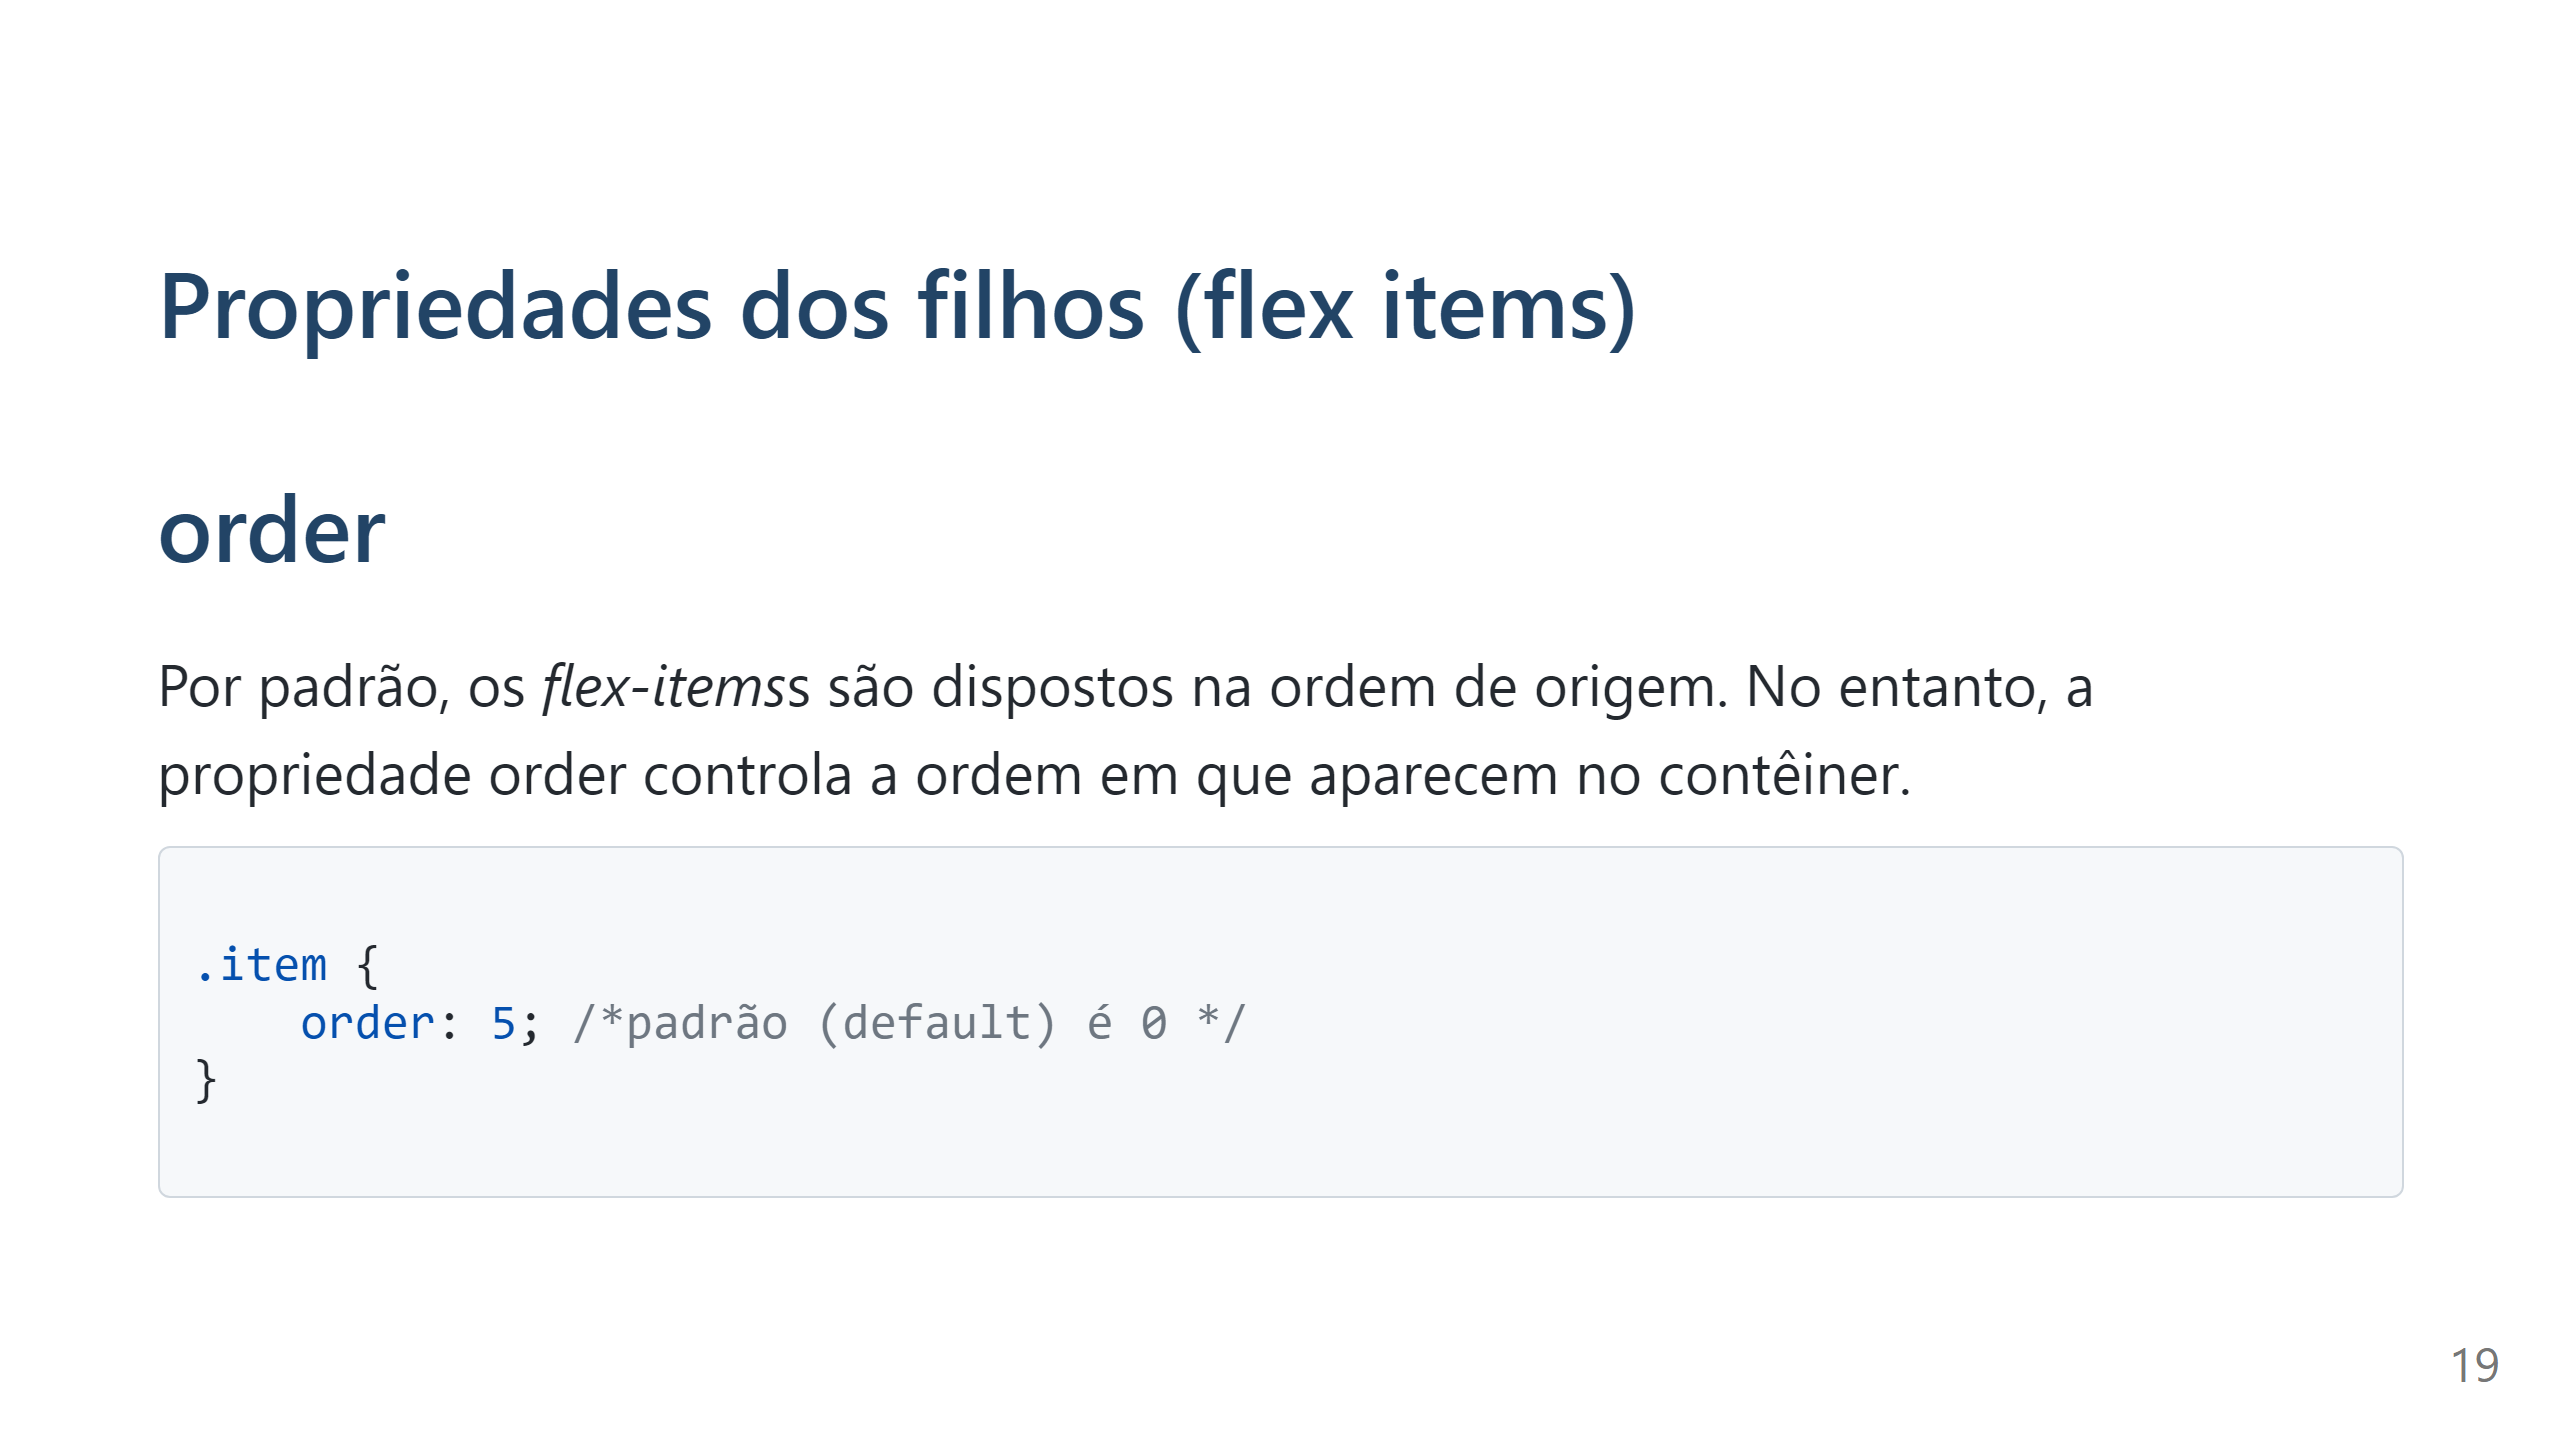 Propriedades dos filhos (flex items)
order
Por padrão, os flex-itemss são dispostos na ordem de origem. No entanto, a
propriedade order controla a ordem em que aparecem no contêiner.
.item {
    order: 5; /*padrão (default) é 0 */
}
19